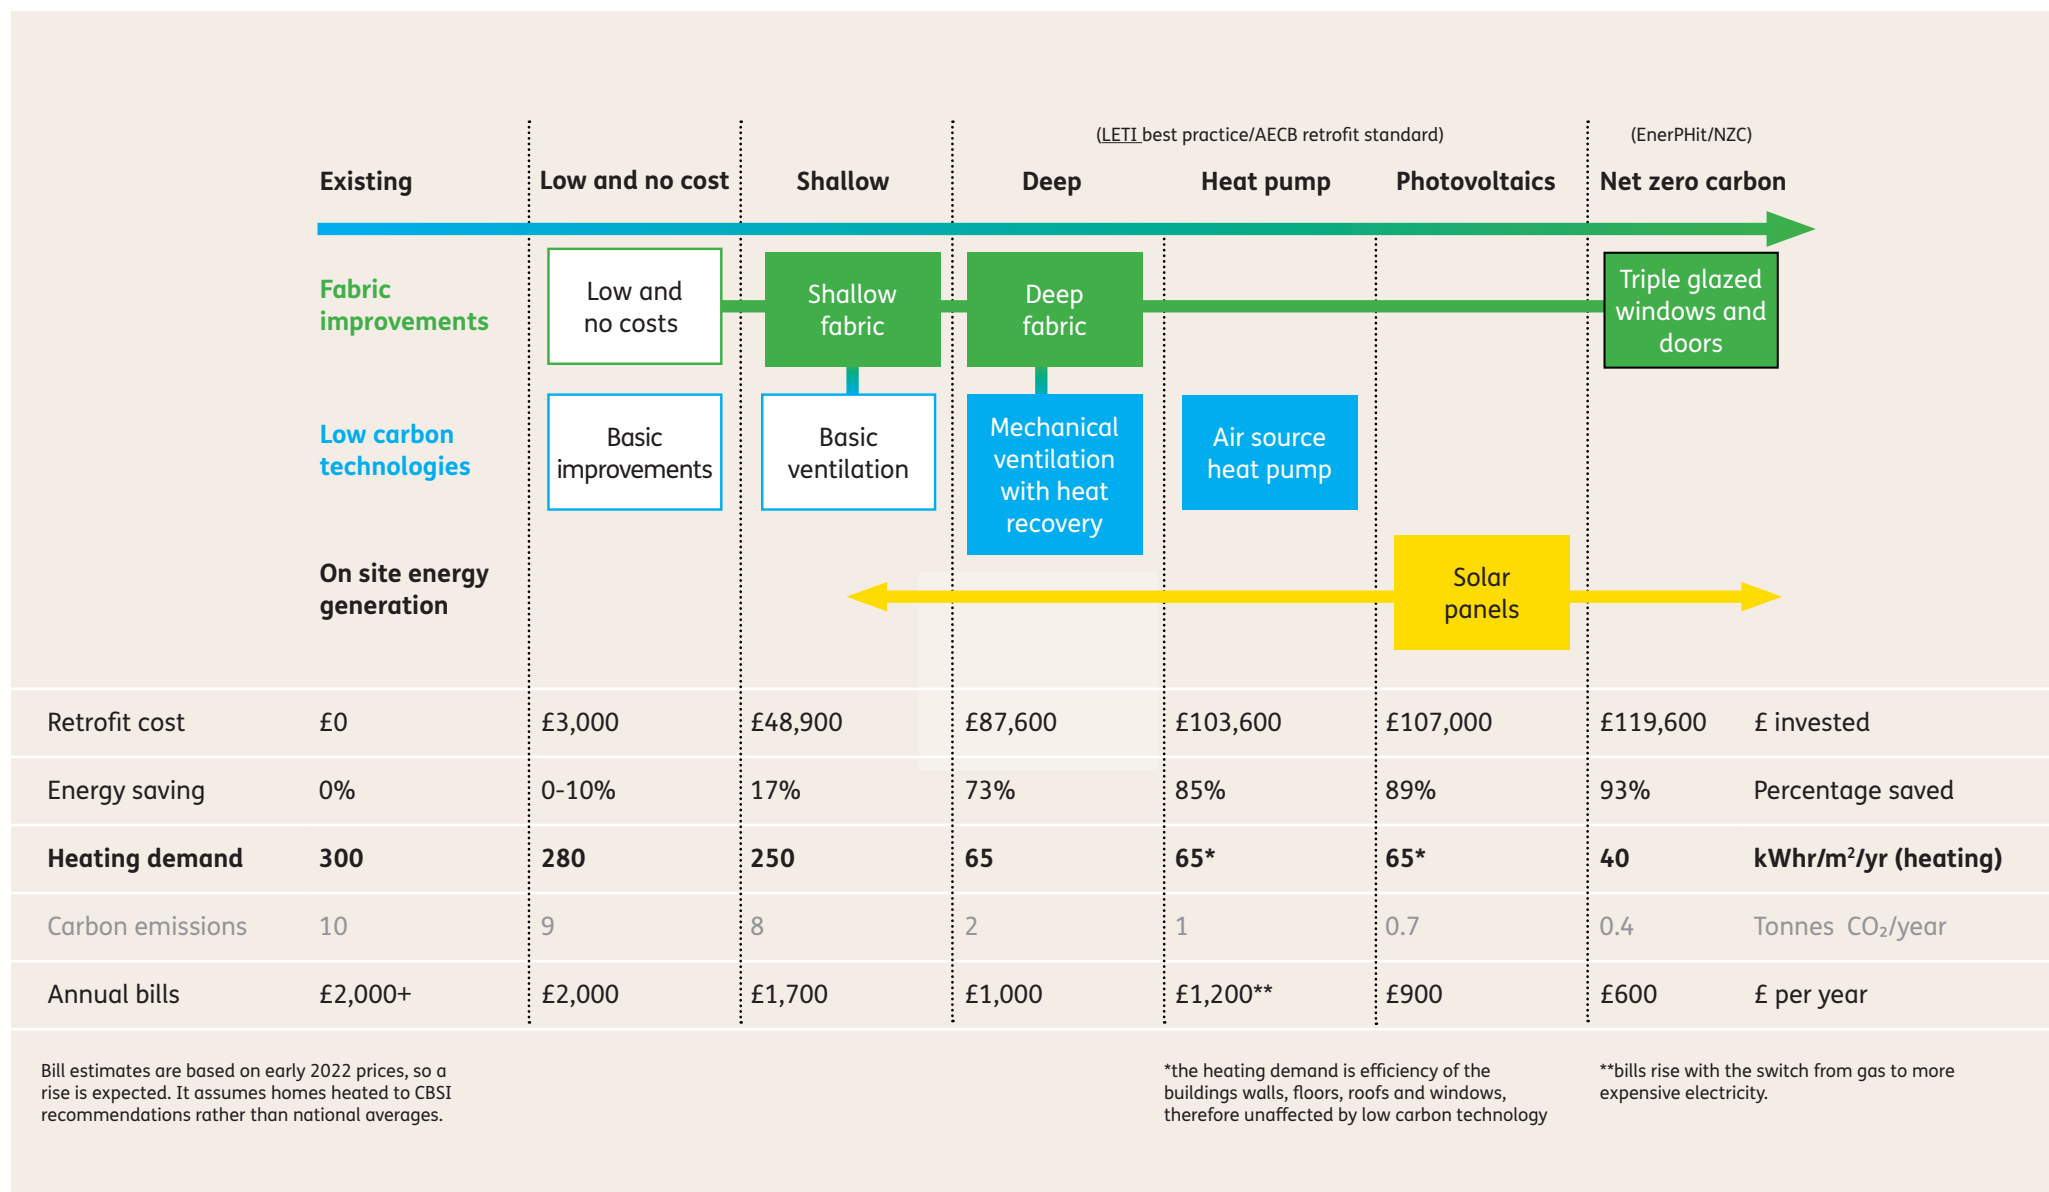 (LETI best practice/AECB retrofit standard)
(EnerPHit/NZC)
Existing
Low and no cost
Shallow
Deep
Heat pump
Photovoltaics
Net zero carbon
Fabric
improvements
Low and
no costs
Shallow
fabric
Deep
fabric
Triple glazed
windows and
doors
Low carbon
technologies
Basic
improvements
Basic
ventilation
Mechanical
ventilation
with heat
recovery
Air source
heat pump
On site energy
generation
Solar
panels
Retrofit cost £0 £3,000 £48,900 £87,600 £103,600 £107,000 £119,600 £ invested
Energy saving 0% 0-10% 17% 73% 85% 89% 93% Percentage saved
Heating demand 300 280 250 65 65* 65* 40 kWhr/m²/yr (heating)
Carbon emissions 10 9 8 2 1 0.7 0.4 Tonnes CO₂/year
Annual bills £2,000+ £2,000 £1,700 £1,000 £1,200** £900 £600 £ per year
Bill estimates are based on early 2022 prices, so a
rise is expected. It assumes homes heated to CBSI
recommendations rather than national averages.
*the heating demand is efficiency of the
buildings walls, floors, roofs and windows,
therefore unaffected by low carbon technology
**bills rise with the switch from gas to more
expensive electricity.